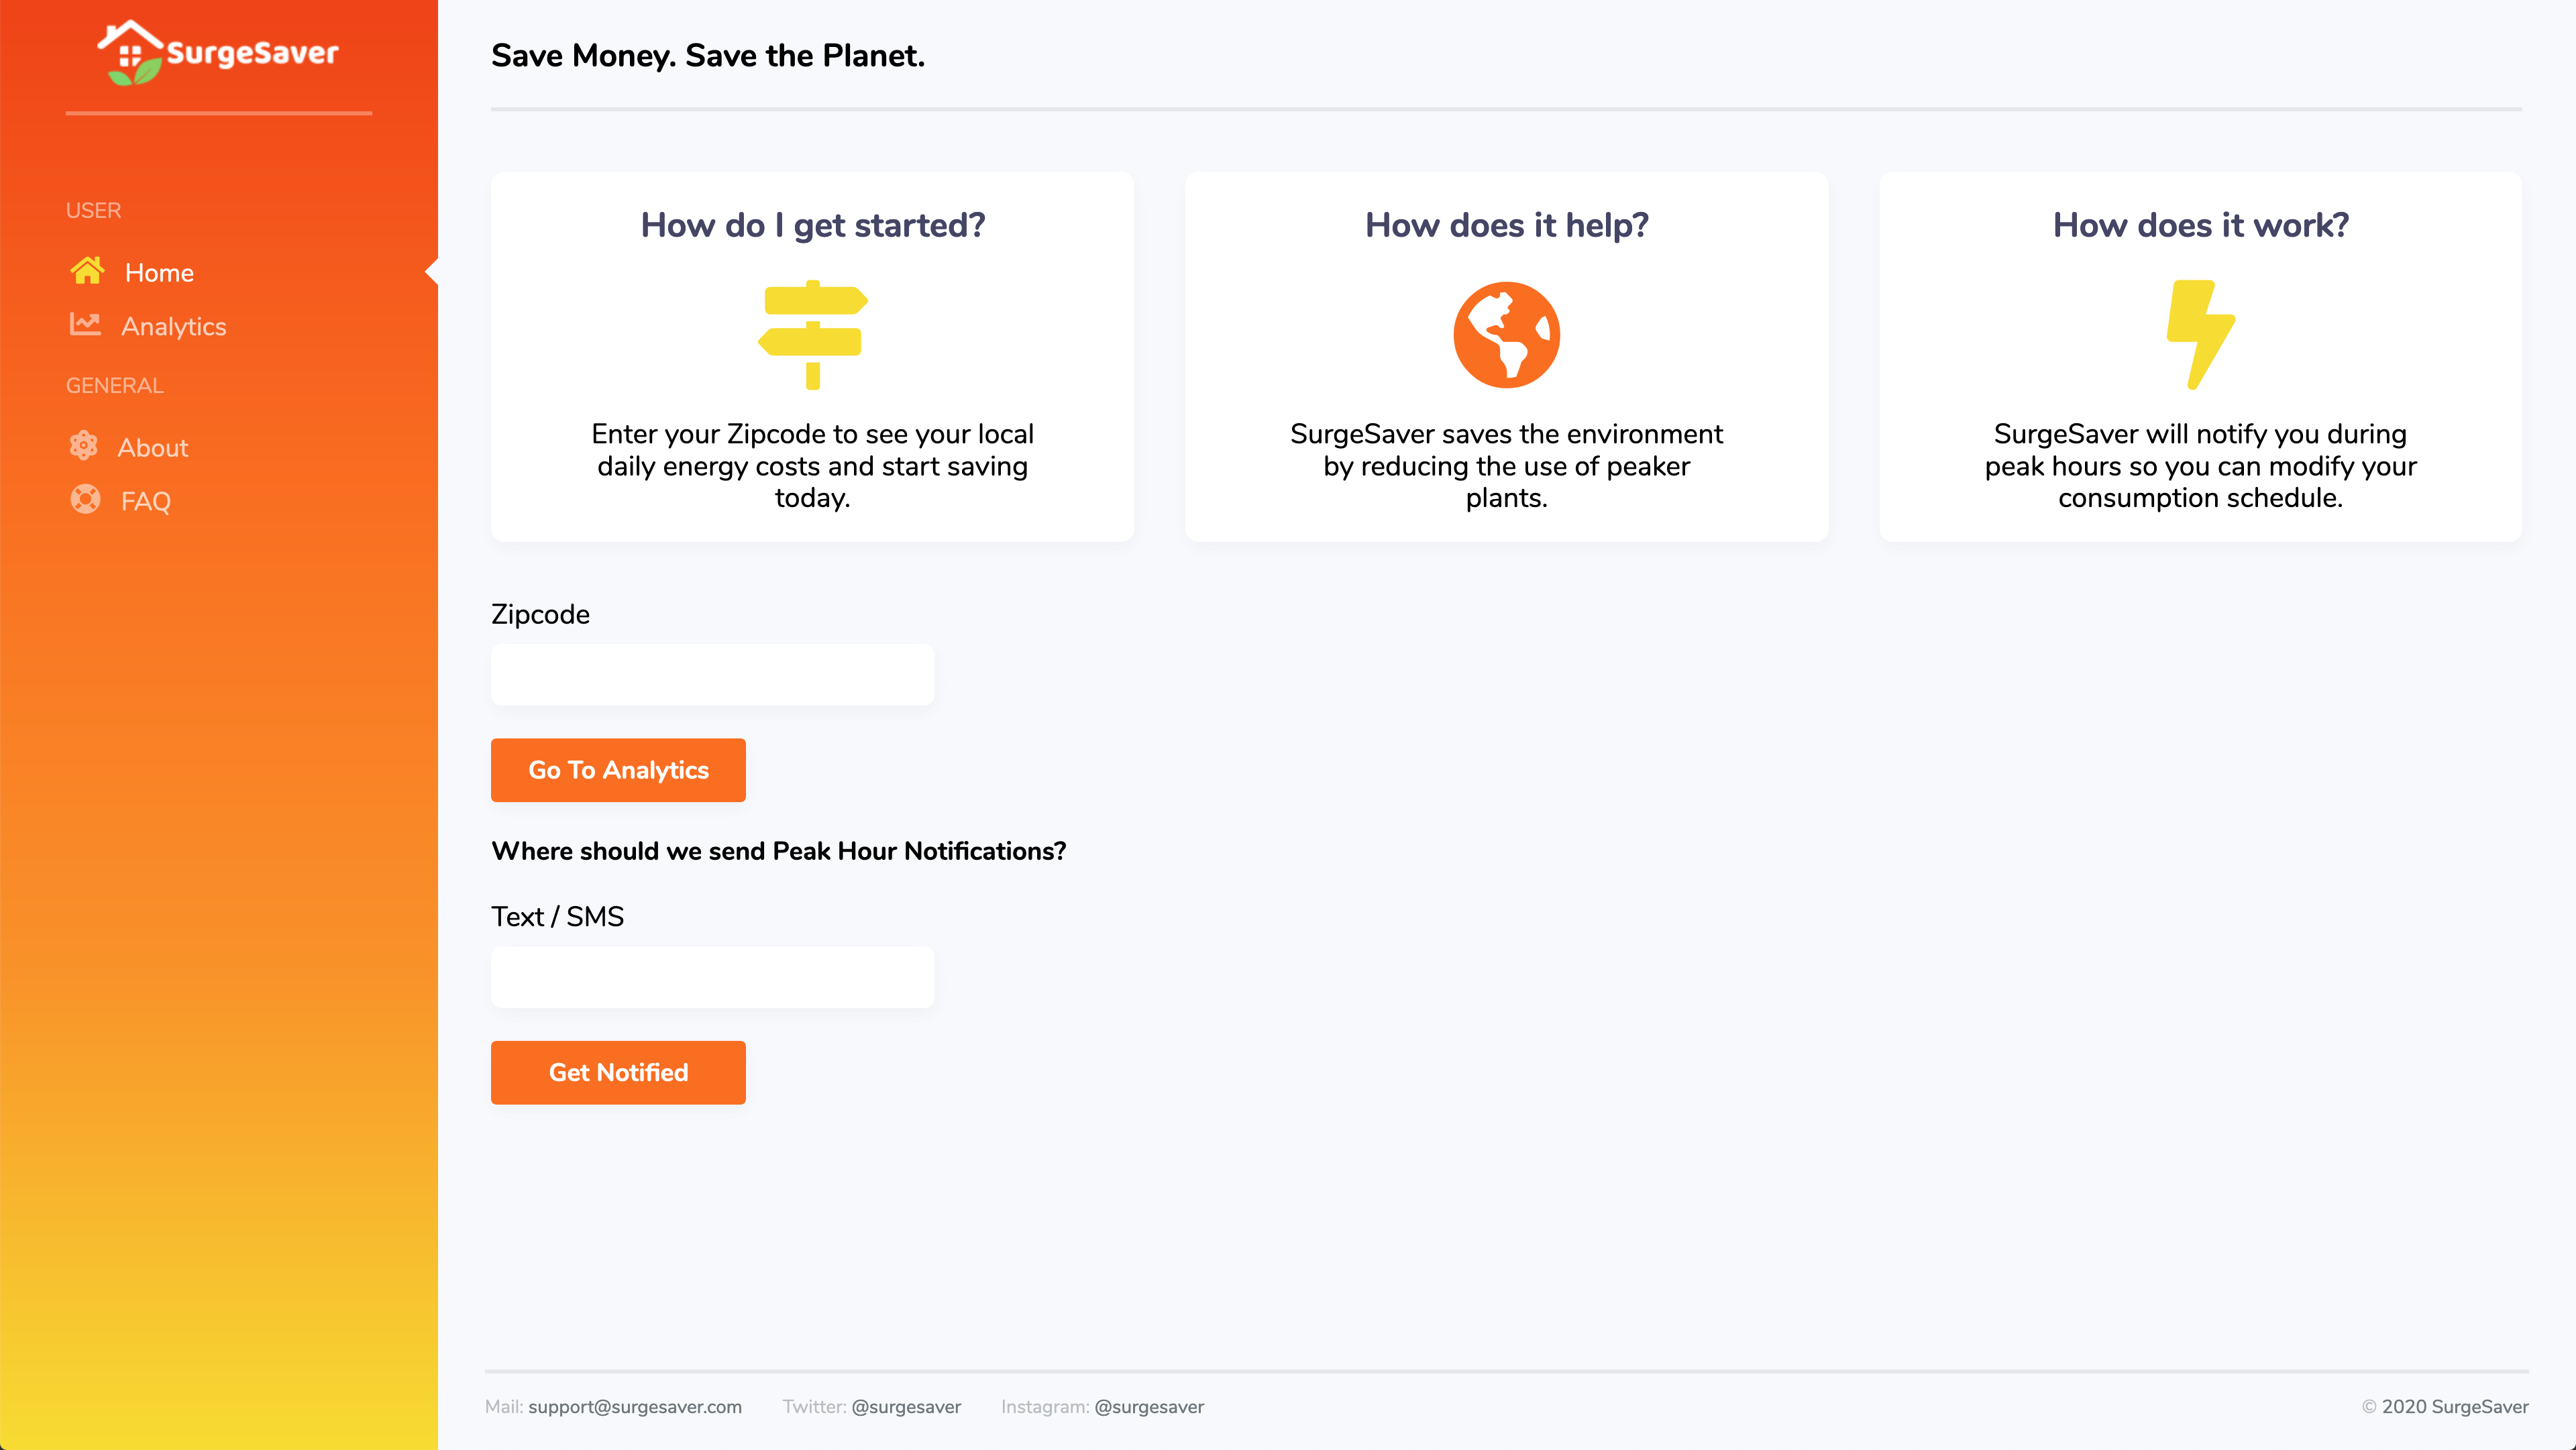 SurgeSaver
USER
Home
Analytics
GENERAL
About
FAQ
Save Money. Save the Planet.
How do I get started?
Enter your Zipcode to see your local
daily energy costs and start saving
today.
How does it help?
SurgeSaver saves the environment
by reducing the use of peaker
plants.
How does it work?
SurgeSaver will notify you during
peak hours so you can modify your
consumption schedule.
Zipcode
Go To Analytics
Where should we send Peak Hour Notifications?
Text / SMS
Get Notified
Mail: support@surgesaver.com Twitter: @surgesaver Instagram: @surgesaver © 2020 SurgeSaver